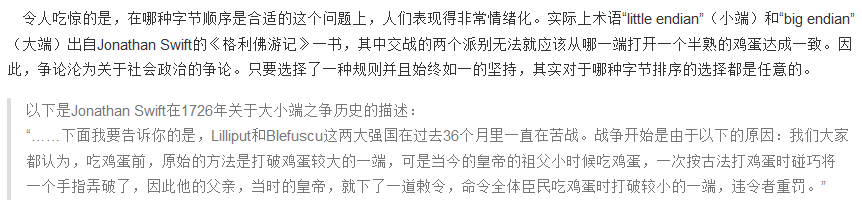 令人吃惊的是，在哪种字节顺序是合适的这个问题上，人们表现得非常情绪化。实际上术语“little endian”（小端）和“big endian”
（大端）出自Jonathan Swift的《格利佛游记》一书，其中交战的两个派别无法就应该从哪一端打开一个半熟的鸡蛋达成一致。因
此，争论沦为关于社会政治的争论。只要选择了一种规则并且始终如一的坚持，其实对于哪种字节排序的选择都是任意的。
以下是Jonathan Swift在1726年关于大小端之争历史的描述：
“……下面我要告诉你的是，Lilliput和Blefuscu这两大强国在过去36个月里一直在苦战。战争开始是由于以下的原因：我们大家
都认为，吃鸡蛋前，原始的方法是打破鸡蛋较大的一端，可是当今的皇帝的祖父小时候吃鸡蛋，一次按古法打鸡蛋时碰巧将
一个手指弄破了，因此他的父亲，当时的皇帝，就下了一道敕令，命令全体臣民吃鸡蛋时打破较小的一端，违令者重罚。”